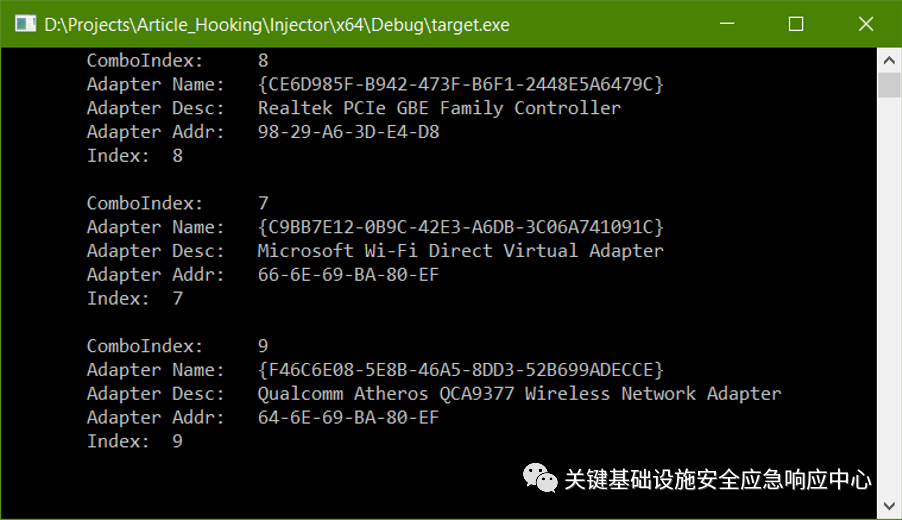 D:\Projects\Article_Hooking\Injector\x64\Debug\target.exe
ComboIndex: 8
Adapter Name: {CE6D985F-B942-473F-B6F1-2448E5A6479C}
Adapter Desc: Realtek PCIe GBE Family Controller
Adapter Addr: 98-29-A6-3D-E4-D8
Index: 8
ComboIndex: 7
Adapter Name: {C9BB7E12-0B9C-42E3-A6DB-3C06A741091C}
Adapter Desc: Microsoft Wi-Fi Direct Virtual Adapter
Adapter Addr: 66-6E-69-BA-80-EF
Index: 7
ComboIndex: 9
Adapter Name: {F46C6E08-5E8B-46A5-8DD3-52B699ADECCE}
Adapter Desc: Qualcomm Atheros QCA9377 Wireless Network Adapter
Adapter Addr: 64-6E-69-BA-80-EF
Index: 9
关键基础设施安全应急响应中心